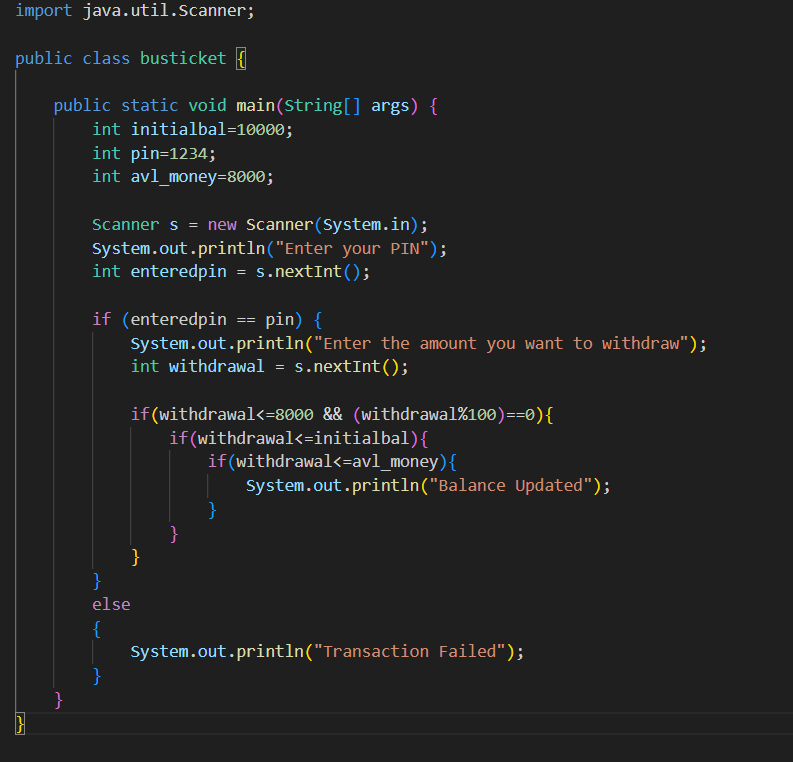 import java.util.Scanner;
public class busticket {
public static void main(String[] args) {
int initialbal=10000;
int pin=1234;
int avl_money=8000;
Scanner s = new Scanner(System.in);
System.out.println("Enter your PIN");
int enteredpin = s.nextInt();
if (enteredpin == pin) {
System.out.println("Enter the amount you want to withdraw");
int withdrawal = s.nextInt();
if(withdrawal<=8000 && (withdrawal%100)==0){
if(withdrawal<=initialbal){
if(withdrawal<=avl_money){
System.out.println("Balance Updated");
}
}
}
}
else
{
System.out.println("Transaction Failed");
}
}
}